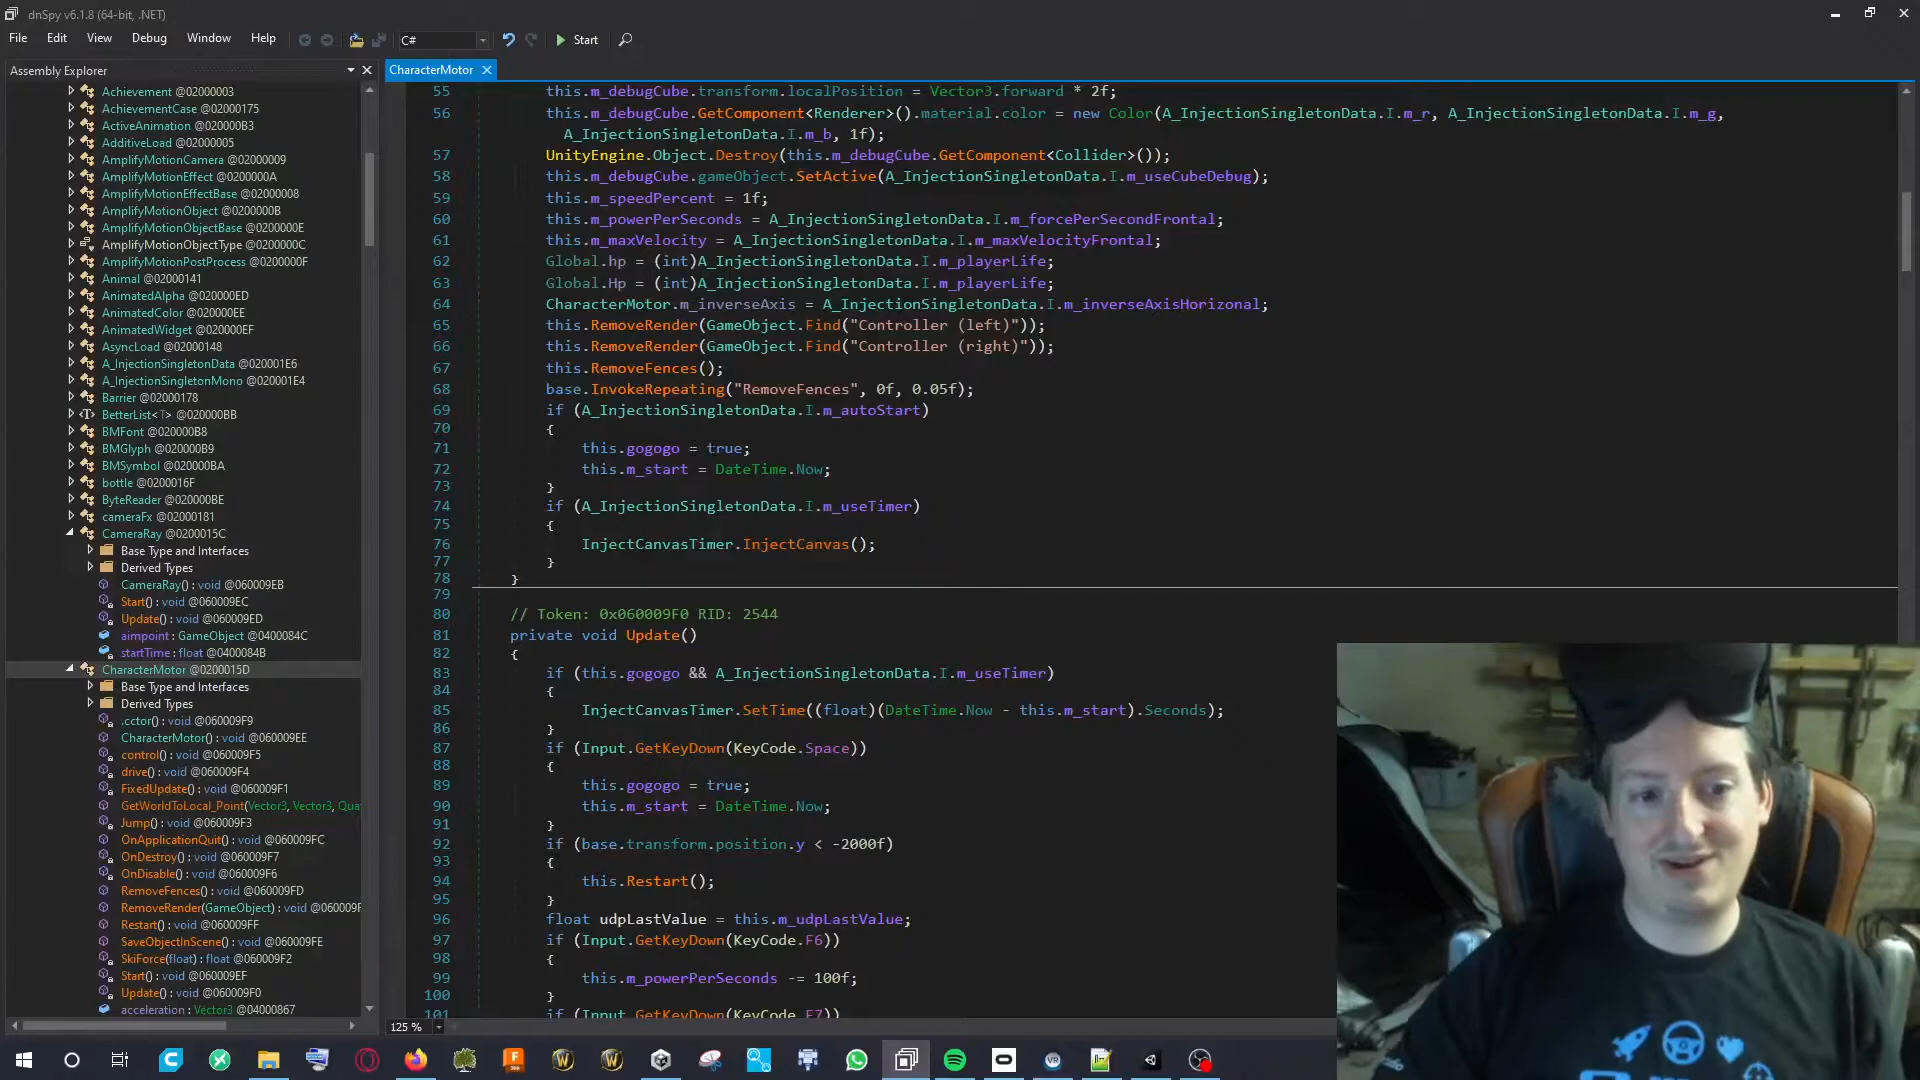 dnSpy v6.1.8 (64-bit, .NET)
File Edit View Debug Window Help C# Start
Assembly Explorer
CharacterMotor
Achievement @02000003
AchievementCase @02000175
ActiveAnimation @020000B3
AdditiveLoad @02000005
AmplifyMotionCamera @02000009
AmplifyMotionEffect @0200000A
AmplifyMotionEffectBase @02000008
AmplifyMotionObject @0200000B
AmplifyMotionObjectBase @0200000E
AmplifyMotionObjectType @0200000C
AmplifyMotionPostProcess @0200000F
Animal @02000141
AnimatedAlpha @020000ED
AnimatedColor @020000EE
AnimatedWidget @020000EF
AsyncLoad @02000148
A_InjectionSingletonData @020001E6
A_InjectionSingletonMono @020001E4
Barrier @02000178
BetterList<T> @020000BB
BMFont @020000B8
BMGlyph @020000B9
BMSymbol @020000BA
bottle @0200016F
ByteReader @020000BE
cameraFx @02000181
CameraRay @0200015C
Base Type and Interfaces
Derived Types
CameraRay() : void @060009EB
Start() : void @060009EC
Update() : void @060009ED
aimpoint : GameObject @0400084C
startTime : float @0400084B
CharacterMotor @0200015D
Base Type and Interfaces
Derived Types
.cctor() : void @060009F9
CharacterMotor() : void @060009EE
control() : void @060009F5
drive() : void @060009F4
FixedUpdate() : void @060009F1
GetWorldToLocal_Point(Vector3, Vector3, Qua
Jump() : void @060009F3
OnApplicationQuit() : void @060009FC
OnDestroy() : void @060009F7
OnDisable() : void @060009F6
RemoveFences() : void @060009FD
RemoveRender(GameObject) : void @060009F
Restart() : void @060009FF
SaveObjectInScene() : void @060009FE
SkiForce(float) : float @060009F2
Start() : void @060009EF
Update() : void @060009F0
acceleration : Vector3 @04000867
55 this.m_debugCube.transform.localPosition = Vector3.forward * 2f;
56 this.m_debugCube.GetComponent<Renderer>().material.color = new Color(A_InjectionSingletonData.I.m_r, A_InjectionSingletonData.I.m_g,
A_InjectionSingletonData.I.m_b, 1f);
57 UnityEngine.Object.Destroy(this.m_debugCube.GetComponent<Collider>());
58 this.m_debugCube.gameObject.SetActive(A_InjectionSingletonData.I.m_useCubeDebug);
59 this.m_speedPercent = 1f;
60 this.m_powerPerSeconds = A_InjectionSingletonData.I.m_forcePerSecondFrontal;
61 this.m_maxVelocity = A_InjectionSingletonData.I.m_maxVelocityFrontal;
62 Global.hp = (int)A_InjectionSingletonData.I.m_playerLife;
63 Global.Hp = (int)A_InjectionSingletonData.I.m_playerLife;
64 CharacterMotor.m_inverseAxis = A_InjectionSingletonData.I.m_inverseAxisHorizonal;
65 this.RemoveRender(GameObject.Find("Controller (left)"));
66 this.RemoveRender(GameObject.Find("Controller (right)"));
67 this.RemoveFences();
68 base.InvokeRepeating("RemoveFences", 0f, 0.05f);
69 if (A_InjectionSingletonData.I.m_autoStart)
70 {
71 this.gogogo = true;
72 this.m_start = DateTime.Now;
73 }
74 if (A_InjectionSingletonData.I.m_useTimer)
75 {
76 InjectCanvasTimer.InjectCanvas();
77 }
78 }
79
80 // Token: 0x060009F0 RID: 2544
81 private void Update()
82 {
83 if (this.gogogo && A_InjectionSingletonData.I.m_useTimer)
84 {
85 InjectCanvasTimer.SetTime((float)(DateTime.Now - this.m_start).Seconds);
86 }
87 if (Input.GetKeyDown(KeyCode.Space))
88 {
89 this.gogogo = true;
90 this.m_start = DateTime.Now;
91 }
92 if (base.transform.position.y < -2000f)
93 {
94 this.Restart();
95 }
96 float udpLastValue = this.m_udpLastValue;
97 if (Input.GetKeyDown(KeyCode.F6))
98 {
99 this.m_powerPerSeconds -= 100f;
100 }
101 if (Input.GetKeyDown(KeyCode.F7))
125 %